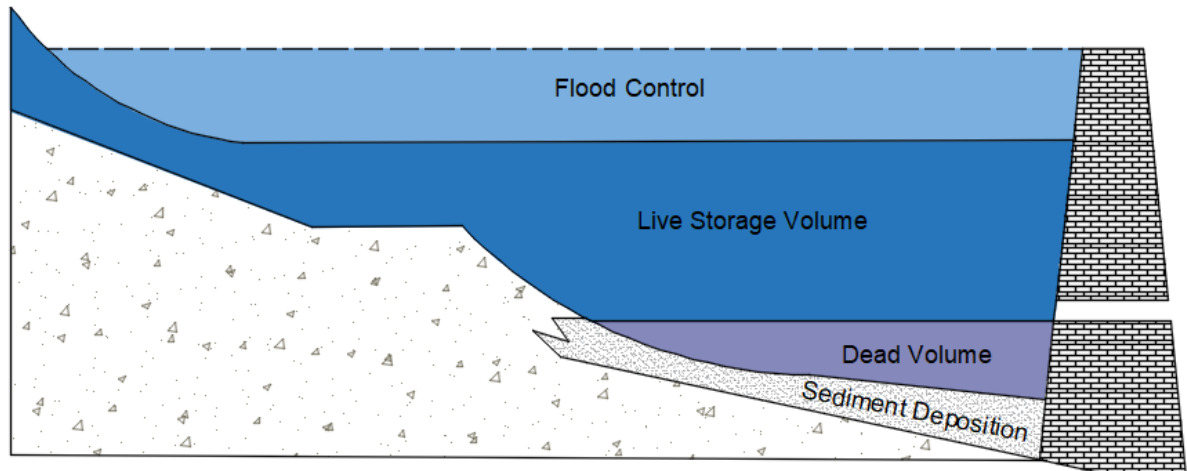 Flood Control
Live Storage Volume
Dead Volume
Sediment Deposition